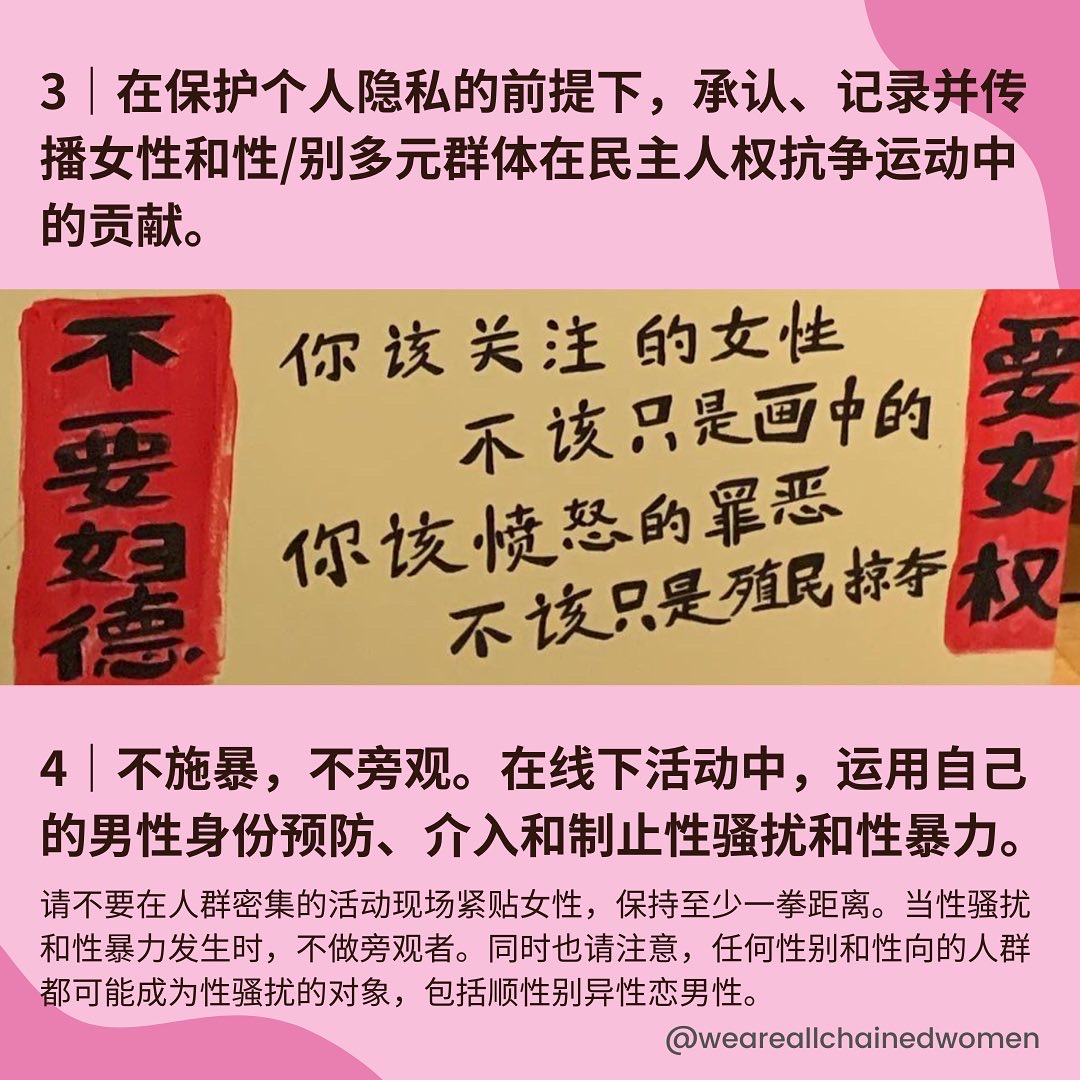 3｜在保护个人隐私的前提下，承认、记录并传
播女性和性/别多元群体在民主人权抗争运动中
的贡献。
不要妇德
你该关注的女性
不该只是画中的
你该愤怒的罪恶
不该只是殖民掠夺
要女权
4｜不施暴，不旁观。在线下活动中，运用自己
的男性身份预防、介入和制止性骚扰和性暴力。
请不要在人群密集的活动现场紧贴女性，保持至少一拳距离。当性骚扰
和性暴力发生时，不做旁观者。同时也请注意，任何性别和性向的人群
都可能成为性骚扰的对象，包括顺性别异性恋男性。
@weareallchainedwomen